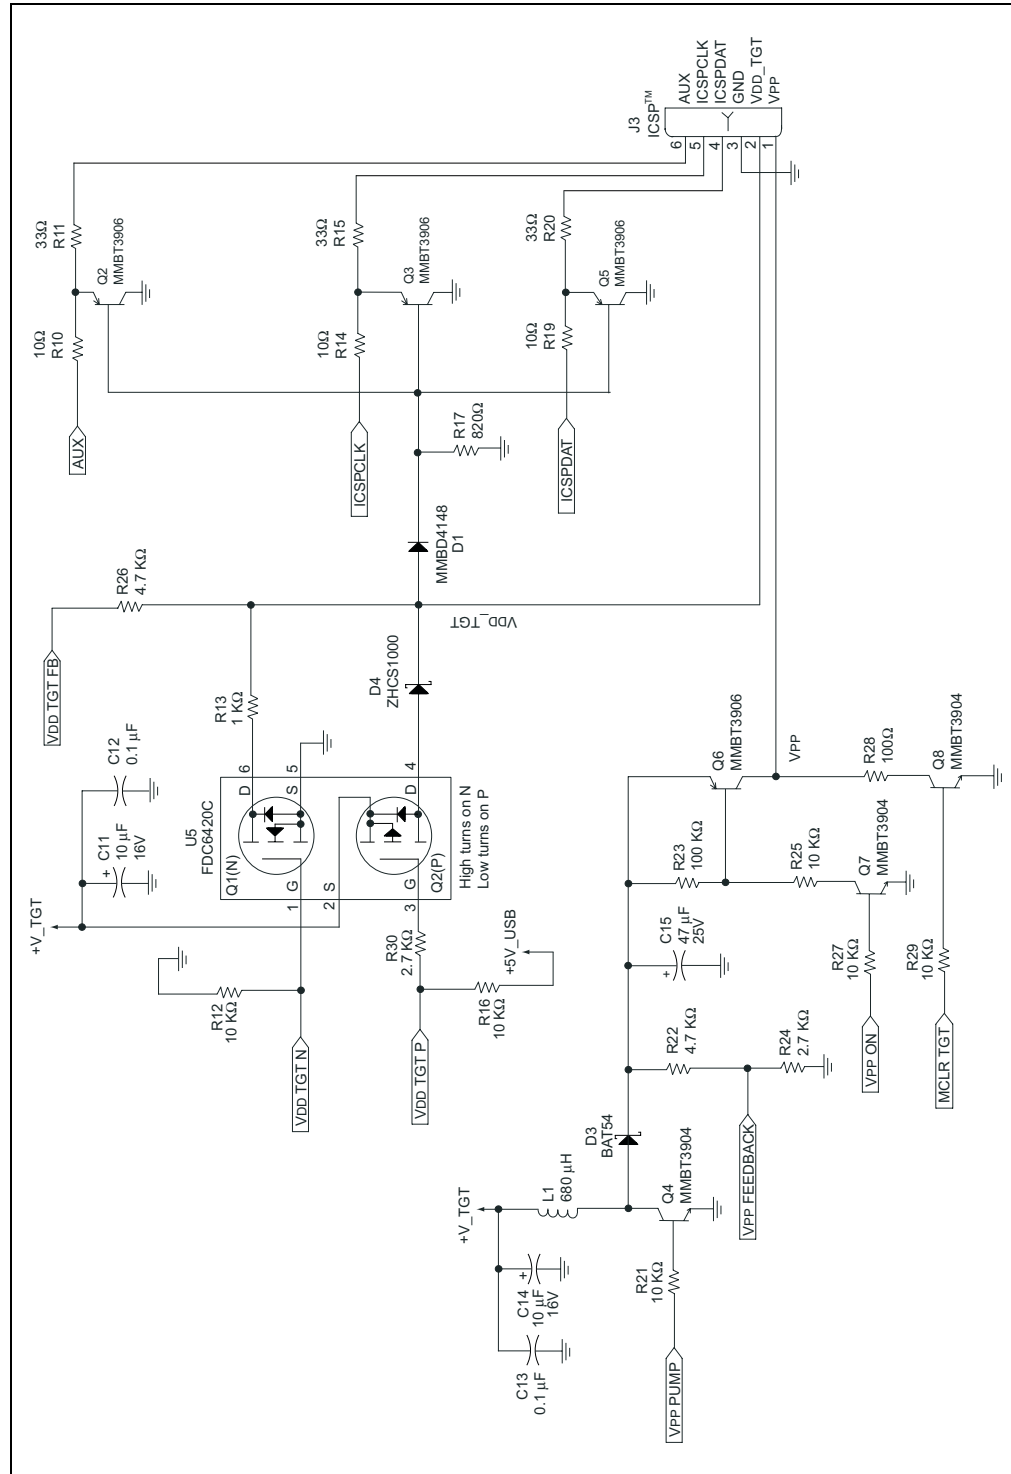 J3
ICSP™
AUX
ICSPCLK
ICSPDAT
GND
VDD_TGT
VPP
6
5
4
3
2
1
33Ω
R11
Q2
MMBT3906
10Ω
R10
AUX
33Ω
R15
Q3
MMBT3906
10Ω
R14
ICSPCLK
33Ω
R20
Q5
MMBT3906
10Ω
R19
ICSPDAT
R17
820Ω
MMBD4148
D1
R26
4.7 KΩ
VDD TGT FB
VDD_TGT
D4
ZHCS1000
R13
1 KΩ
C12
0.1 µF
C11
10 µF
16V
+
+V_TGT
U5
FDC6420C
Q1(N)
6
D
S
5
G
1
S
2
D
4
G
3
Q2(P)
High turns on N
Low turns on P
R12
10 KΩ
VDD TGT N
R30
2.7 KΩ
+5V_USB
R16
10 KΩ
VDD TGT P
Q6
MMBT3906
VPP
R28
100Ω
Q8
MMBT3904
R23
100 KΩ
R25
10 KΩ
Q7
MMBT3904
C15
47 µF
25V
+
R27
10 KΩ
VPP ON
R29
10 KΩ
MCLR TGT
R22
4.7 KΩ
R24
2.7 KΩ
VPP FEEDBACK
D3
BAT54
+V_TGT
L1
680 µH
Q4
MMBT3904
+
C14
10 µF
16V
C13
0.1 µF
R21
10 KΩ
VPP PUMP